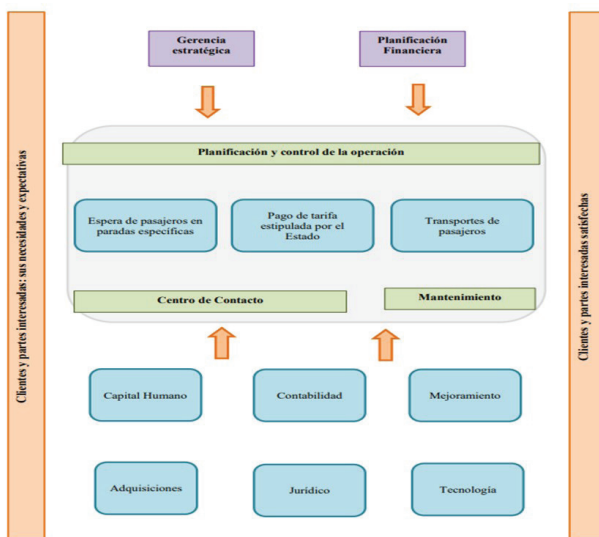 Gerencia
estratégica
Planificación
Financiera
Clientes y partes interesadas: sus necesidades y expectativas
Planificación y control de la operación
Espera de pasajeros en
paradas específicas
Pago de tarifa
estipulada por el
Estado
Transportes de
pasajeros
Centro de Contacto
Mantenimiento
Capital Humano
Contabilidad
Mejoramiento
Adquisiciones
Jurídico
Tecnología
Clientes y partes interesadas satisfechas